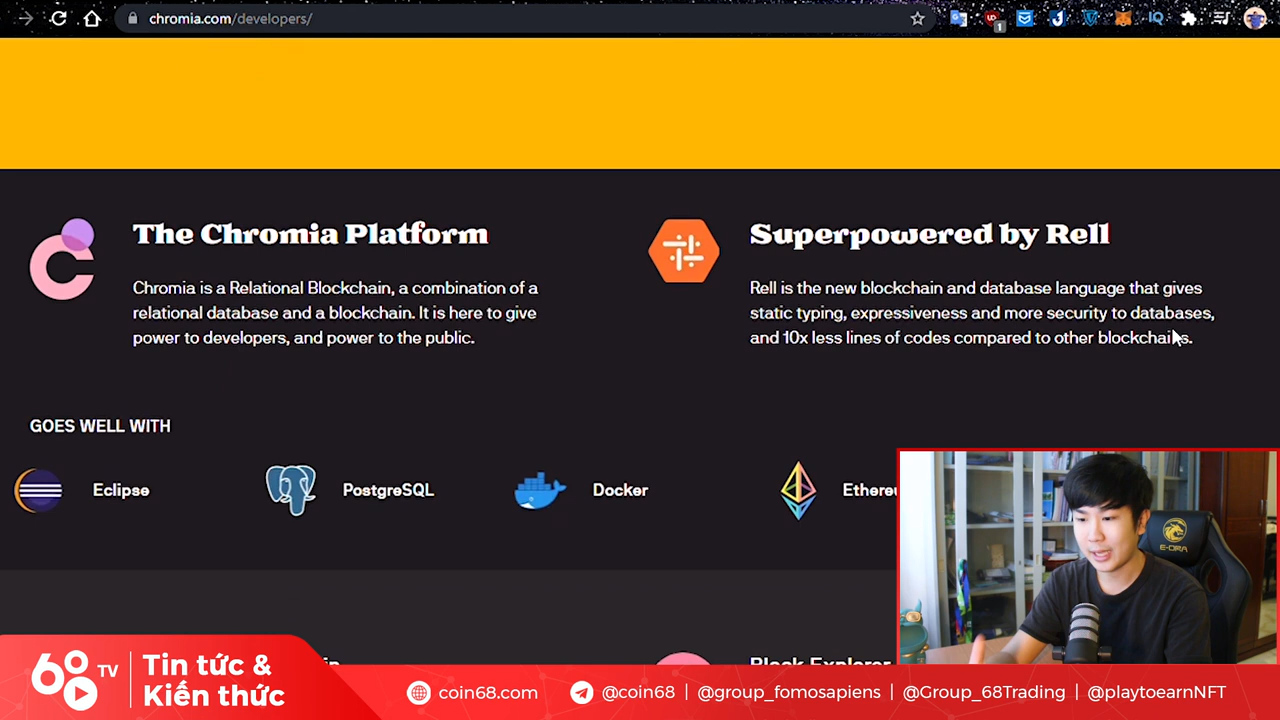 chromia.com/developers/
The Chromia Platform
Chromia is a Relational Blockchain, a combination of a
relational database and a blockchain. It is here to give
power to developers, and power to the public.
Superpowered by Rell
Rell is the new blockchain and database language that gives
static typing, expressiveness and more security to databases,
and 10x less lines of codes compared to other blockchains.
GOES WELL WITH
Eclipse
PostgreSQL
Docker
Ethereu
E-DRA
Block Explorer
68 TV
Tin tức &
Kiến thức
coin68.com
@coin68 | @group_fomosapiens | @Group_68Trading | @playtoearnNFT